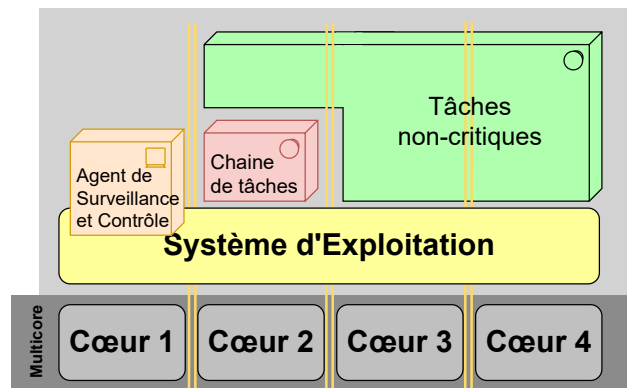 Tâches
non-critiques
Agent de
Surveillance
et Contrôle
Chaine
de tâches
Système d'Exploitation
Multicore
Cœur 1
Cœur 2
Cœur 3
Cœur 4